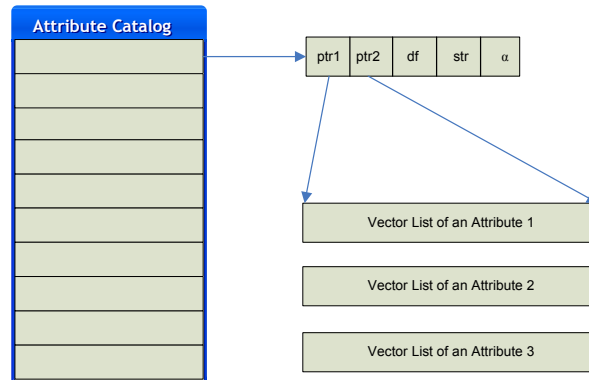 Attribute Catalog
ptr1 ptr2 df str α
Vector List of an Attribute 1
Vector List of an Attribute 2
Vector List of an Attribute 3